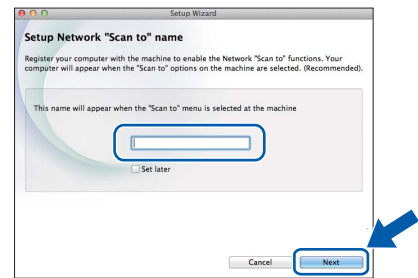 Setup Wizard
Setup Network "Scan to" name
Register your computer with the machine to enable the Network "Scan to" functions. Your
computer will appear when the "Scan to" options on the machine are selected. (Recommended).
This name will appear when the "Scan to" menu is selected at the machine
Set later
Cancel
Next